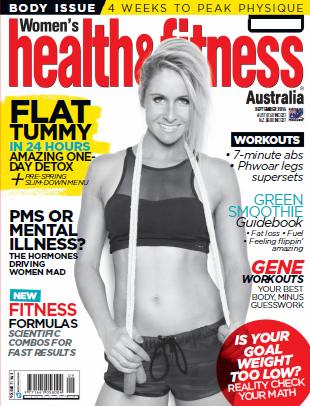 BODY ISSUE / 4 WEEKS TO PEAK PHYSIQUE
Women's
health&fitness
Australia
SEPTEMBER 2015
FLAT
TUMMY
IN 24 HOURS
AMAZING ONE-
DAY DETOX
+ PRE-SPRING
SLIM-DOWN MENU
PMS OR
MENTAL
ILLNESS?
THE HORMONES
DRIVING
WOMEN MAD
NEW
FITNESS
FORMULAS
SCIENTIFIC
COMBOS FOR
FAST RESULTS
WORKOUTS
• 7-minute abs
• Phwoar legs
supersets
GREEN
SMOOTHIE
Guidebook
• Fat loss • Fuel
• Feeling flippin'
amazing
GENE
WORKOUTS
YOUR BEST
BODY, MINUS
GUESSWORK
IS YOUR
GOAL
WEIGHT
TOO LOW?
REALITY CHECK
YOUR MATH